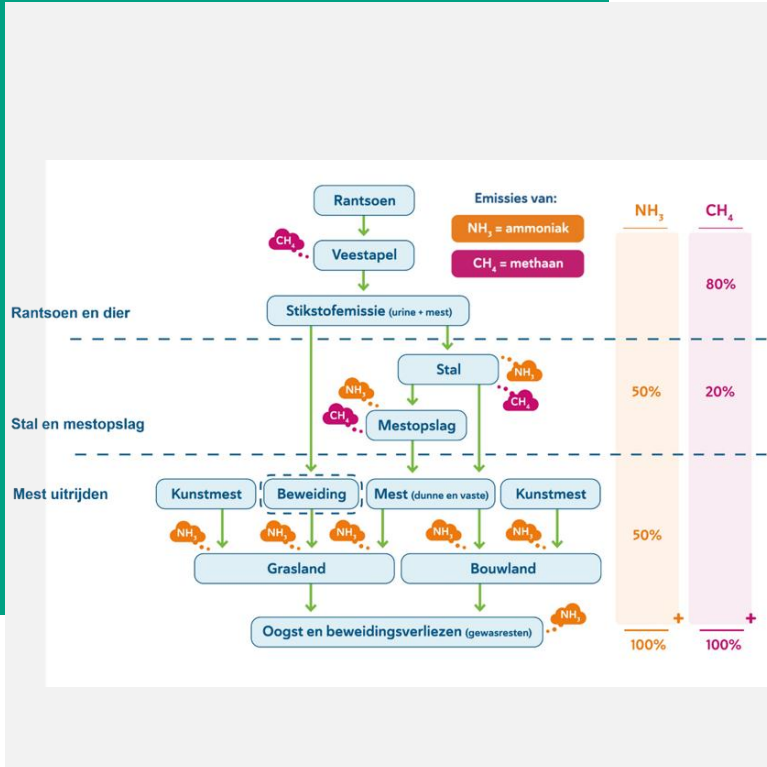 Rantsoen
Emissies van:
NH₃ = ammoniak
CH₄ = methaan
NH₃
CH₄
CH₄
Veestapel
80%
Rantsoen en dier
Stikstofemissie (urine + mest)
Stal
NH₃
NH₃
CH₄
50%
20%
CH₄
Stal en mestopslag
Mestopslag
Mest uitrijden
Kunstmest
Beweiding
Mest (dunne en vaste)
Kunstmest
NH₃
NH₃
NH₃
NH₃
NH₃
50%
Grasland
Bouwland
Oogst en beweidingsverliezen (gewasresten)
NH₃
+
+
100%
100%